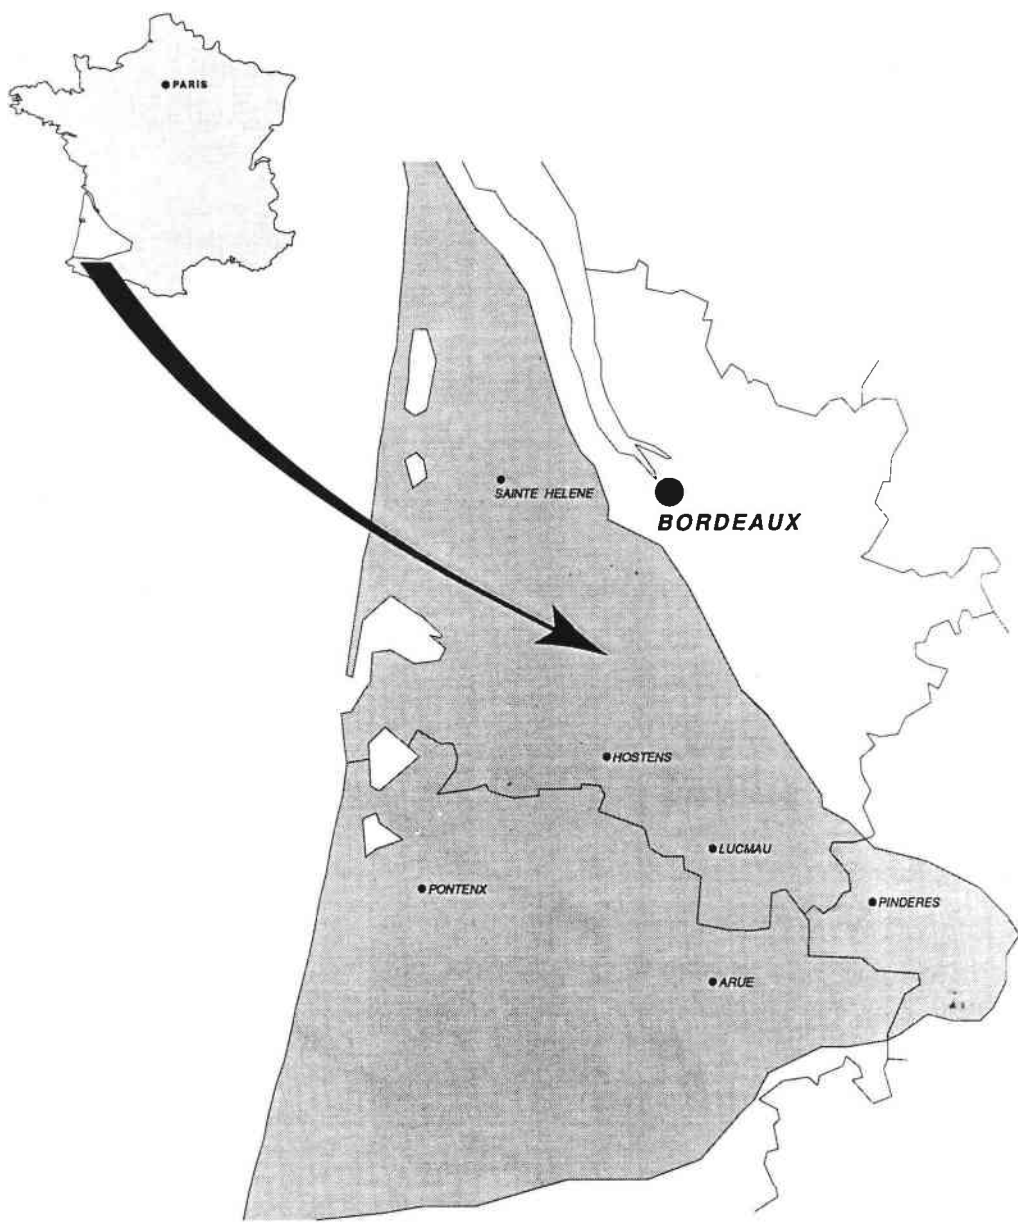 PARIS
SAINTE HELENE
BORDEAUX
HOSTENS
LUCMAU
PONTENX
PINDERES
ARUE